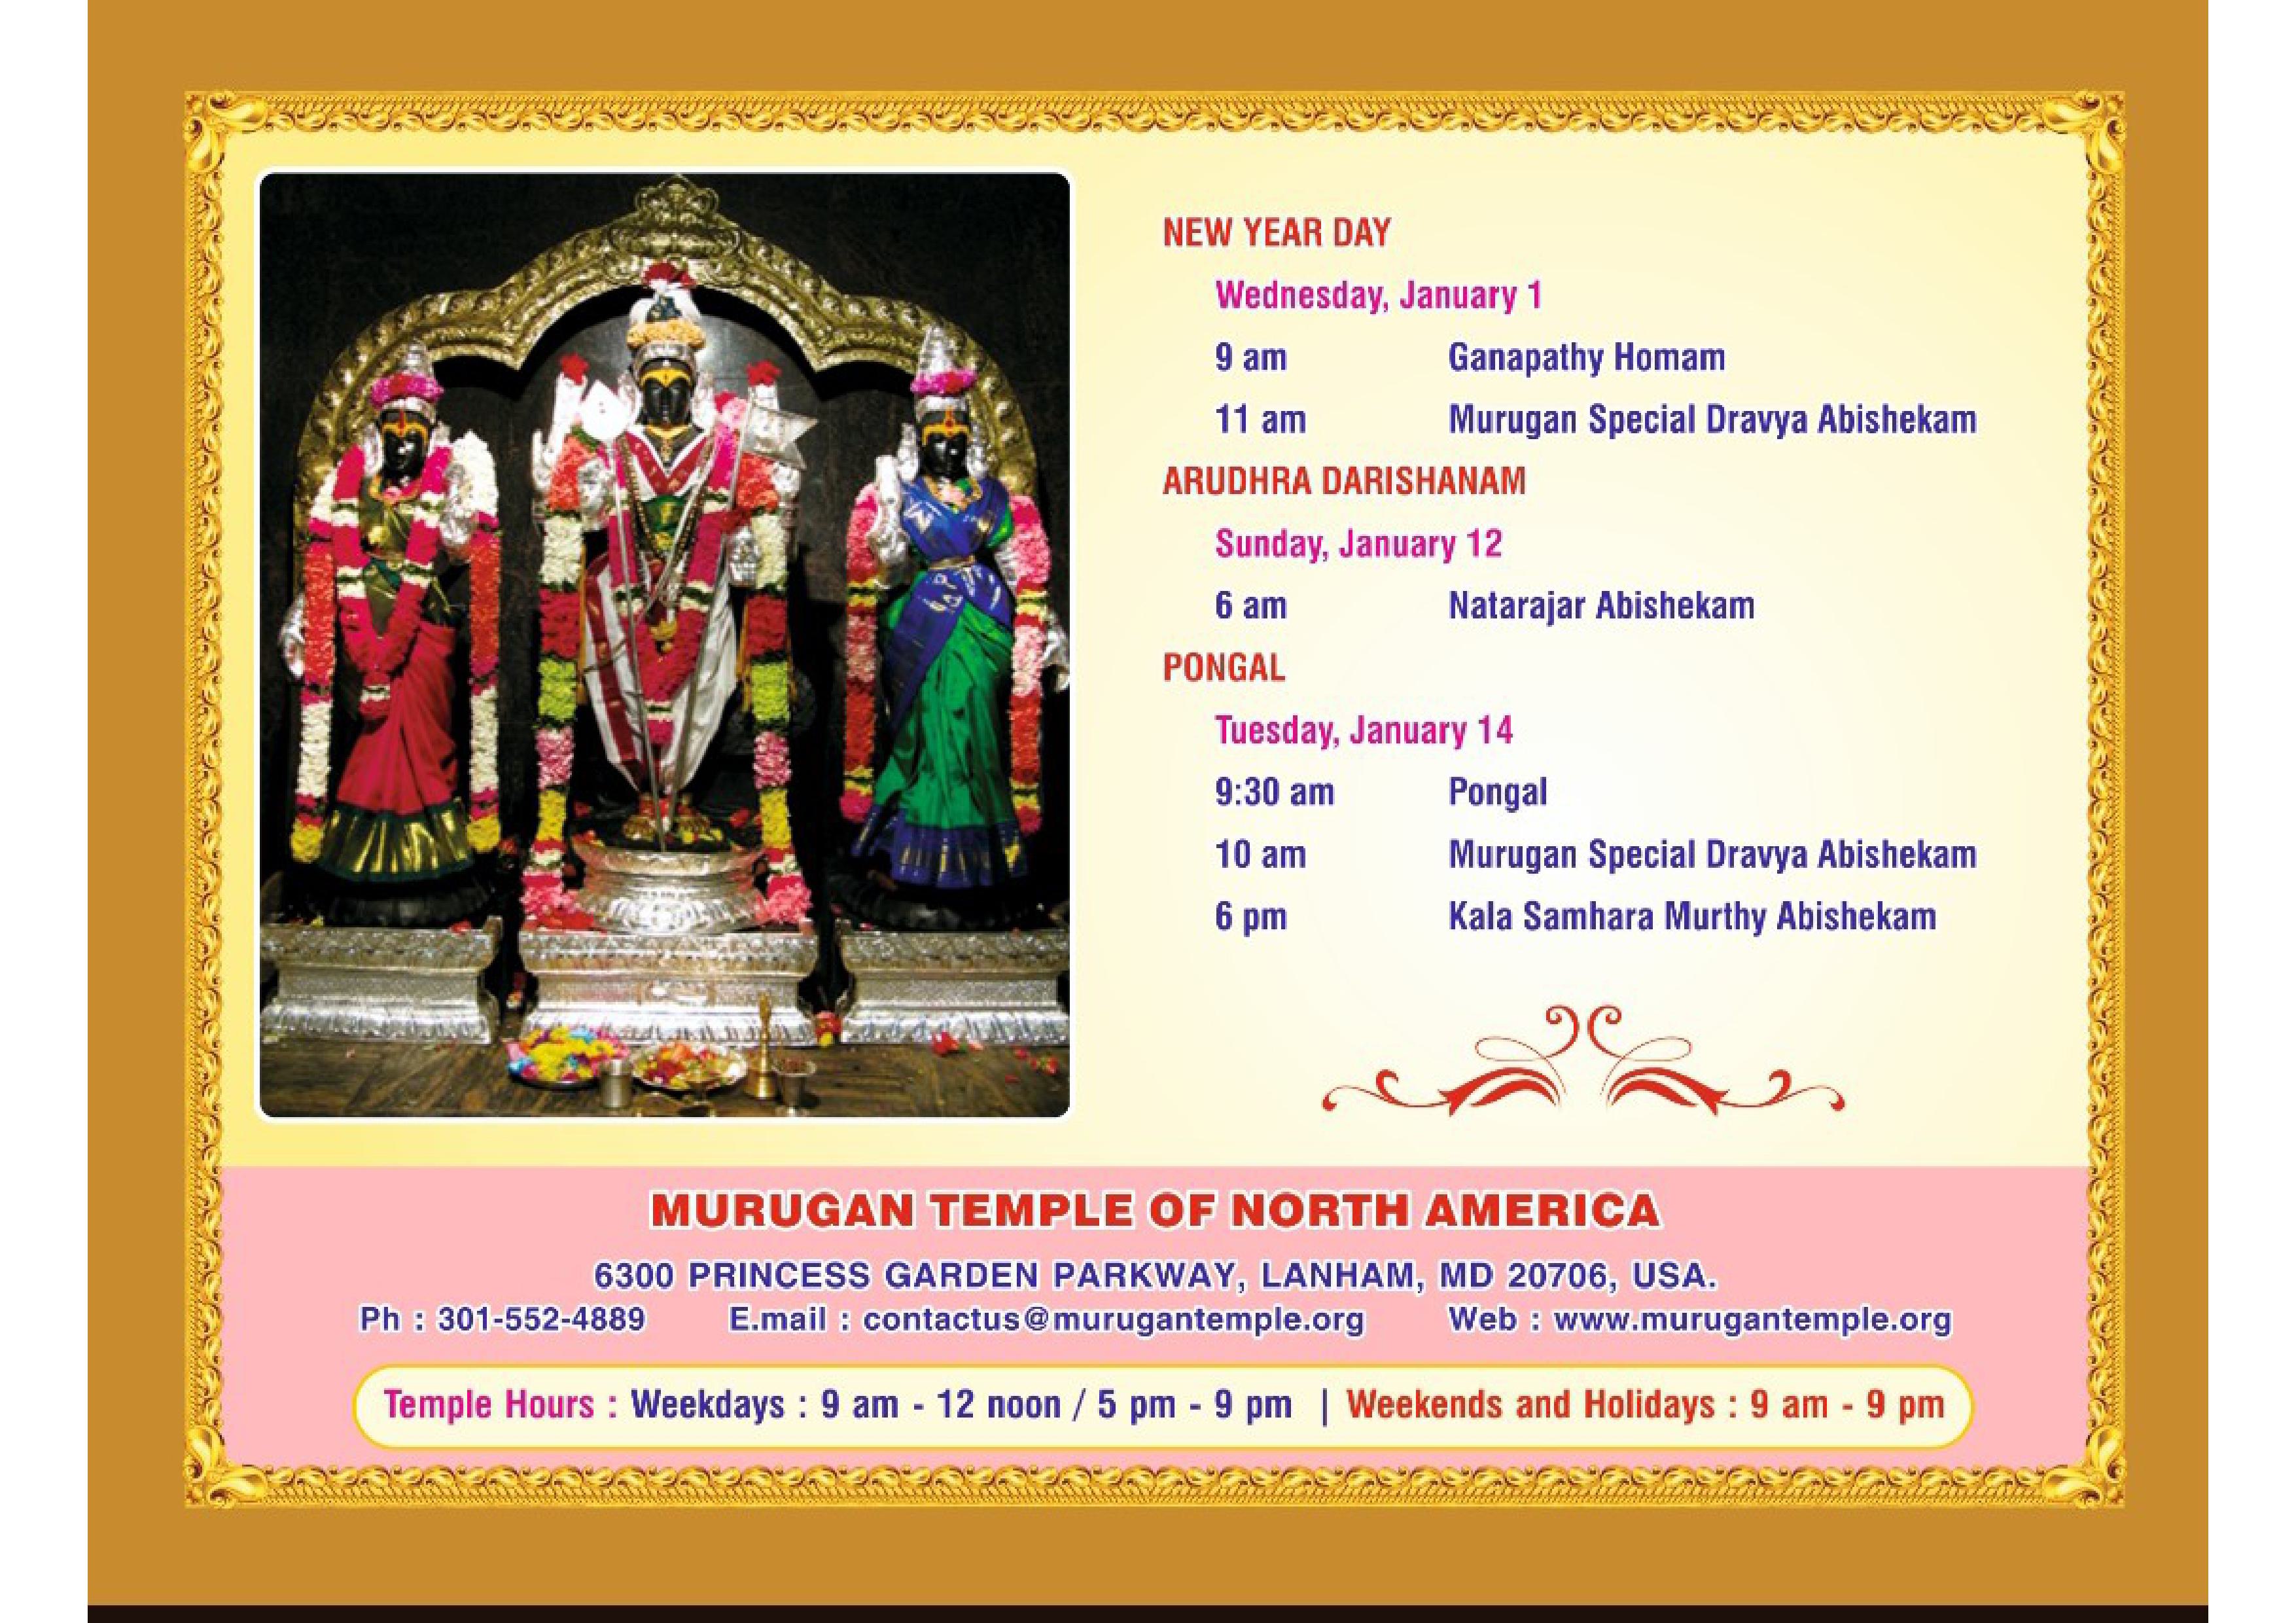 NEW YEAR DAY
Wednesday, January 1
9 am Ganapathy Homam
11 am Murugan Special Dravya Abishekam
ARUDHRA DARISHANAM
Sunday, January 12
6 am Natarajar Abishekam
PONGAL
Tuesday, January 14
9:30 am Pongal
10 am Murugan Special Dravya Abishekam
6 pm Kala Samhara Murthy Abishekam
MURUGAN TEMPLE OF NORTH AMERICA
6300 PRINCESS GARDEN PARKWAY, LANHAM, MD 20706, USA.
Ph : 301-552-4889 E.mail : contactus@murugantemple.org Web : www.murugantemple.org
Temple Hours : Weekdays : 9 am - 12 noon / 5 pm - 9 pm | Weekends and Holidays : 9 am - 9 pm